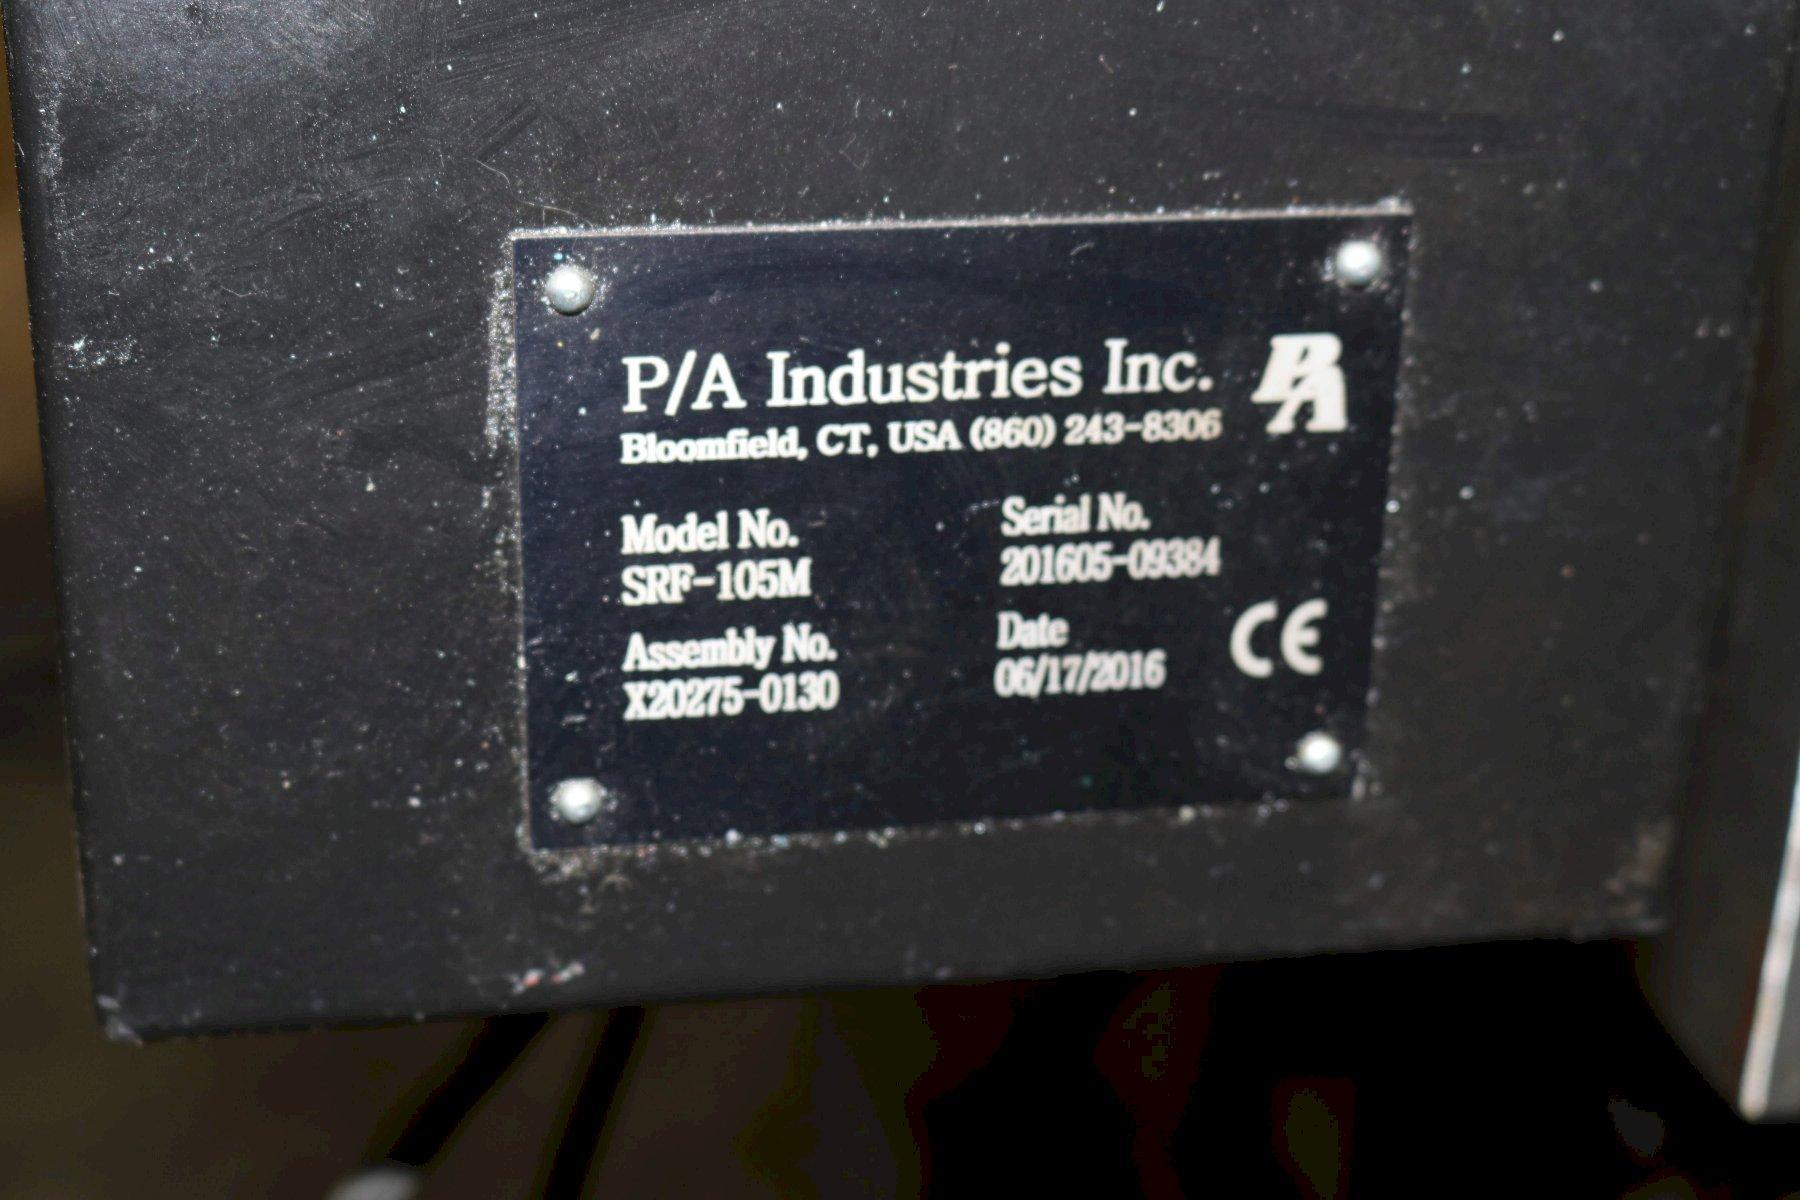 P/A Industries Inc. PA
Bloomfield, CT, USA (860) 243-8306
Model No.
SRF-105M
Serial No.
201605-09384
Assembly No.
X20275-0130
Date
06/17/2016
CE